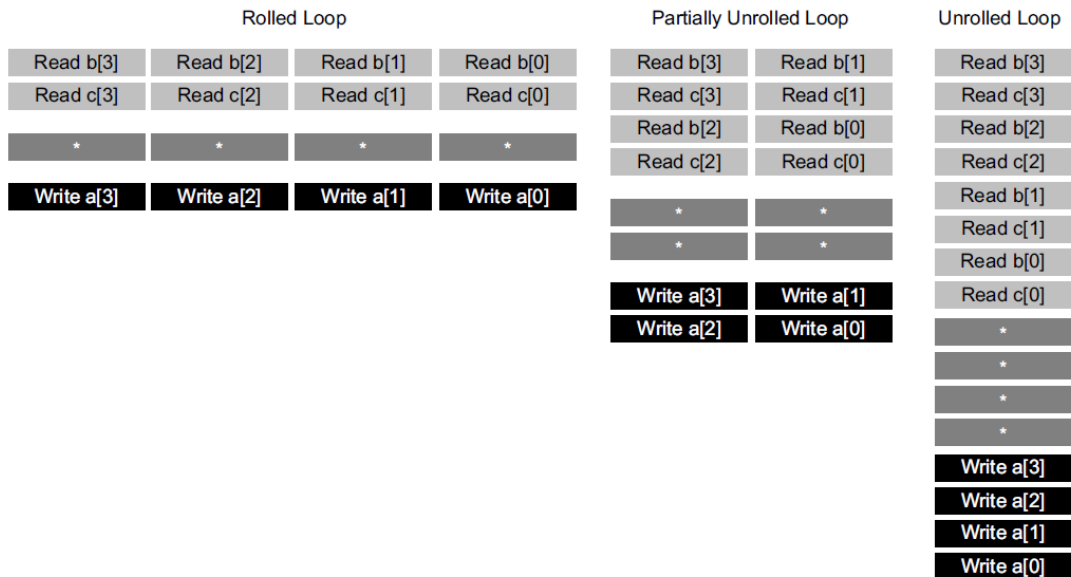 Rolled Loop
Read b[3] Read b[2] Read b[1] Read b[0]
Read c[3] Read c[2] Read c[1] Read c[0]
* * * *
Write a[3] Write a[2] Write a[1] Write a[0]
Partially Unrolled Loop
Read b[3] Read b[1]
Read c[3] Read c[1]
Read b[2] Read b[0]
Read c[2] Read c[0]
* *
* *
Write a[3] Write a[1]
Write a[2] Write a[0]
Unrolled Loop
Read b[3]
Read c[3]
Read b[2]
Read c[2]
Read b[1]
Read c[1]
Read b[0]
Read c[0]
*
*
*
*
Write a[3]
Write a[2]
Write a[1]
Write a[0]